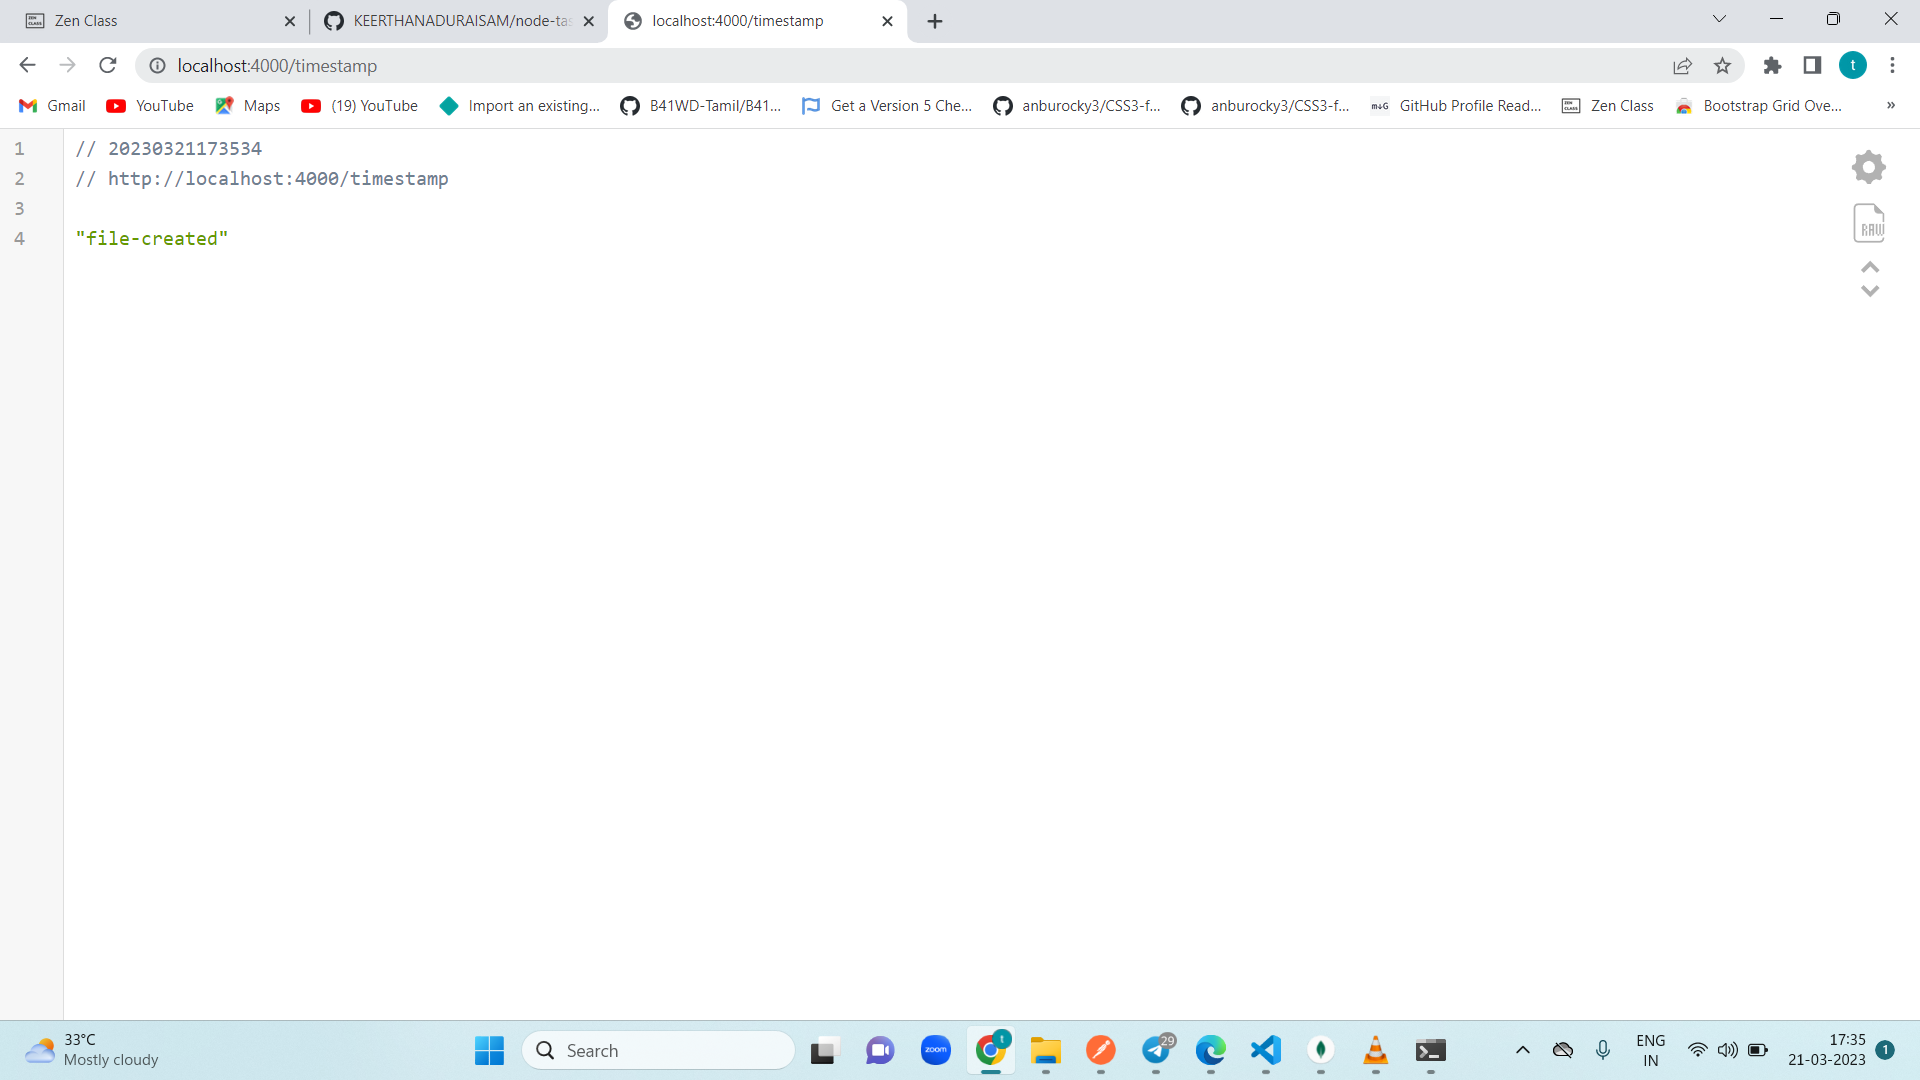 Zen Class
KEERTHANADURAISAM/node-tas
localhost:4000/timestamp
localhost:4000/timestamp
t
Gmail
YouTube
Maps
(19) YouTube
Import an existing...
B41WD-Tamil/B41...
Get a Version 5 Che...
anburocky3/CSS3-f...
anburocky3/CSS3-f...
GitHub Profile Read...
Zen Class
Bootstrap Grid Ove...
»
1 // 20230321173534
2 // http://localhost:4000/timestamp
3
4 "file-created"
RAW
33°C
Mostly cloudy
Search
zoom
t
29
ENG
IN
17:35
21-03-2023
1